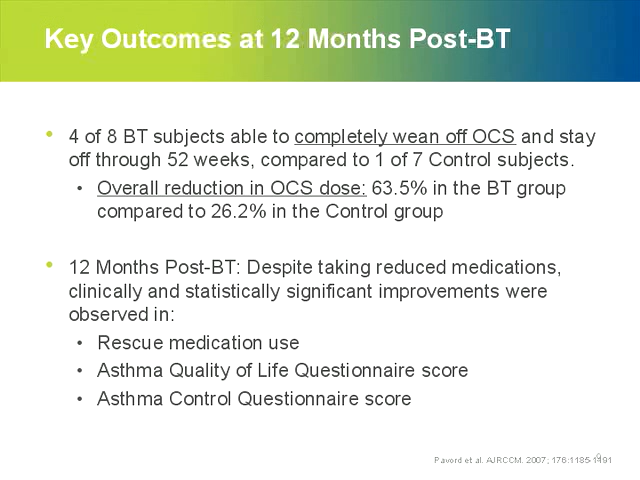 Key Outcomes at 12 Months Post-BT
• 4 of 8 BT subjects able to completely wean off OCS and stay
off through 52 weeks, compared to 1 of 7 Control subjects.
• Overall reduction in OCS dose: 63.5% in the BT group
compared to 26.2% in the Control group
• 12 Months Post-BT: Despite taking reduced medications,
clinically and statistically significant improvements were
observed in:
• Rescue medication use
• Asthma Quality of Life Questionnaire score
• Asthma Control Questionnaire score
Pavord et al. AJRCCM. 2007; 176:1185-1191
9